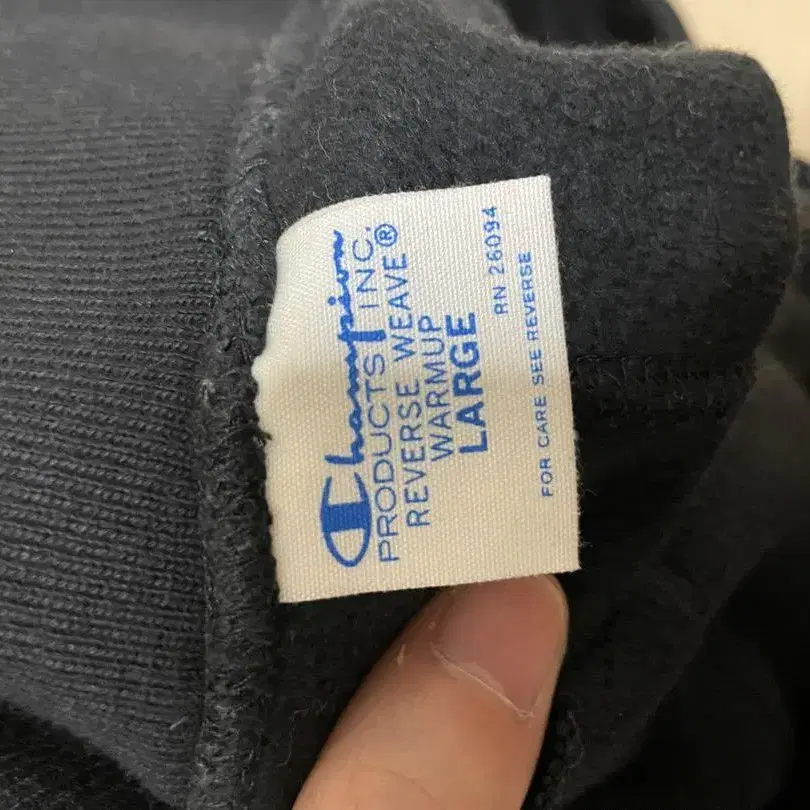 Champion
PRODUCTS INC.
REVERSE WEAVE®
WARMUP
LARGE
RN 26094
FOR CARE SEE REVERSE